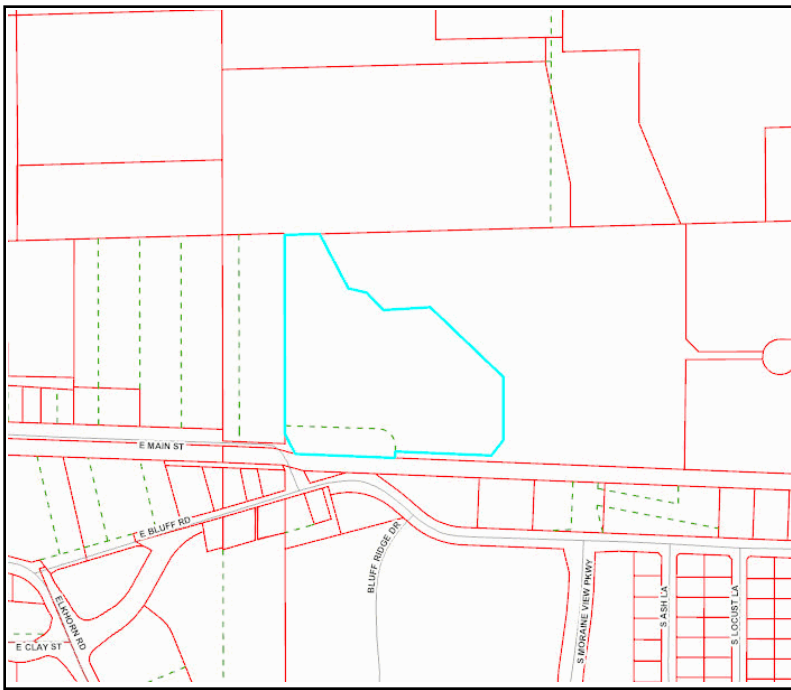 E MAIN ST
E BLUFF RD
BLUFF RIDGE DR
ELKHORN RD
E CLAY ST
S MORAINE VIEW PKWY
S ASH LA
S LOCUST LA